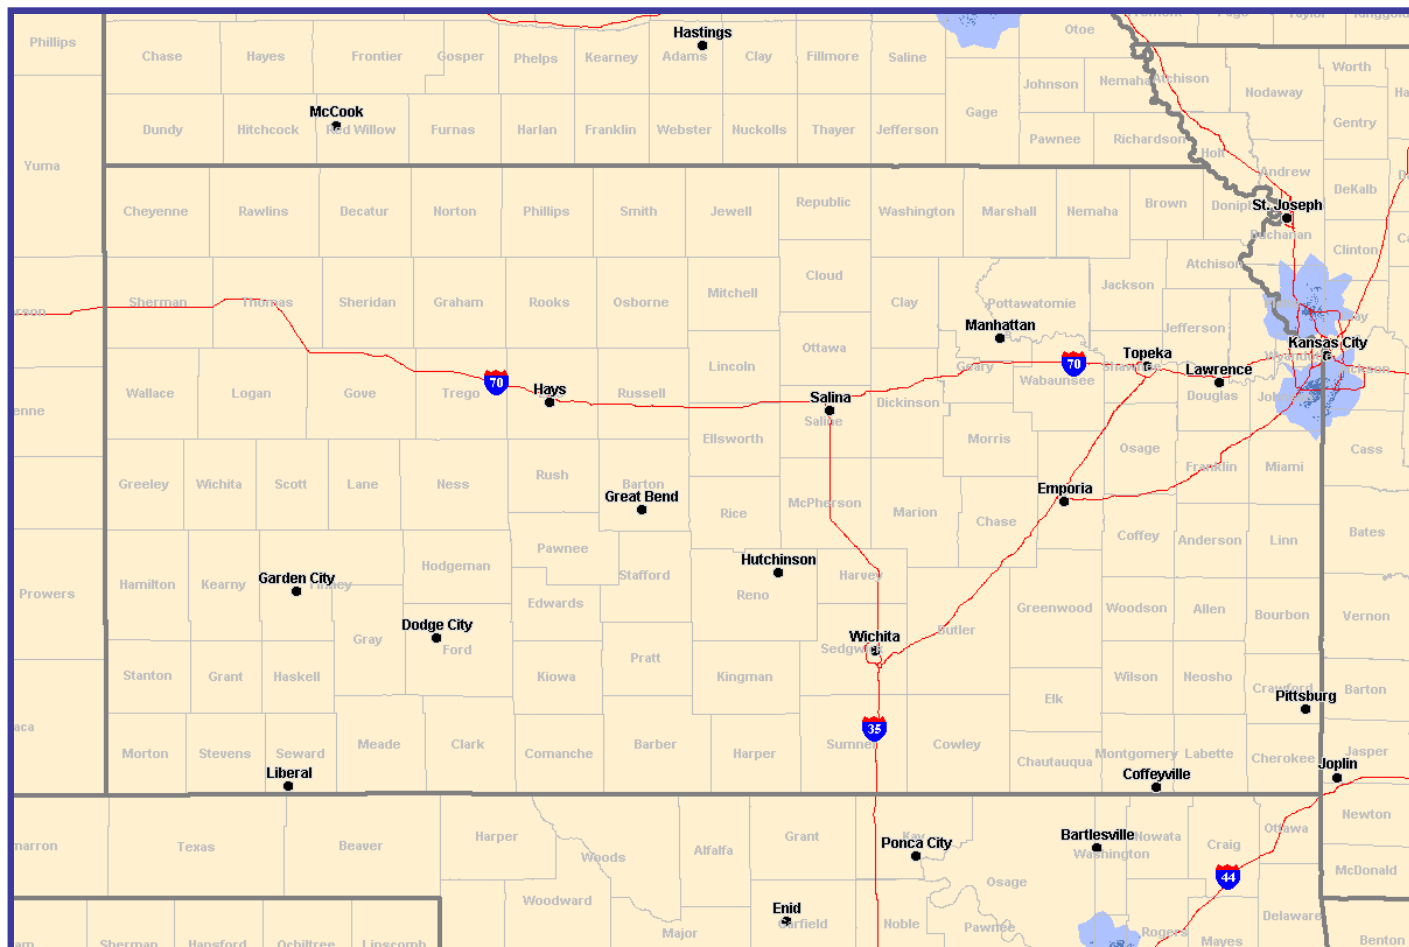 Phillips
Otoe
Hastings
Chase
Hayes
Frontier
Gosper
Phelps
Kearney
Adams
Clay
Fillmore
Saline
Johnson
Nemaha
Atchison
Worth
Nodaway
Gage
McCook
Dundy
Hitchcock
Red Willow
Furnas
Harlan
Franklin
Webster
Nuckolls
Thayer
Jefferson
Pawnee
Richardson
Gentry
Holt
Yuma
Andrew
DeKalb
Cheyenne
Rawlins
Decatur
Norton
Phillips
Smith
Jewell
Republic
Washington
Marshall
Nemaha
Brown
St. Joseph
Buchanan
Clinton
Atchison
Sherman
Thomas
Sheridan
Graham
Rooks
Osborne
Mitchell
Cloud
Clay
Pottawatomie
Jackson
Manhattan
Jefferson
Kansas City
Lincoln
Ottawa
70
Topeka
Geary
Lawrence
Wabaunsee
Wallace
Logan
Gove
Trego
70
Hays
Russell
Salina
Saline
Dickinson
Douglas
Ellsworth
Morris
Osage
Cass
Franklin
Miami
Greeley
Wichita
Scott
Lane
Ness
Rush
Barton
Great Bend
Rice
McPherson
Marion
Emporia
Chase
Coffey
Anderson
Linn
Bates
Pawnee
Hodgeman
Stafford
Hutchinson
Harvey
Reno
Hamilton
Kearny
Garden City
Finney
Prowers
Edwards
Greenwood
Woodson
Allen
Bourbon
Vernon
Dodge City
Gray
Ford
Butler
Wichita
Sedgwick
Pratt
Kingman
Stanton
Grant
Haskell
Kiowa
Elk
Wilson
Neosho
Crawford
Barton
Pittsburg
35
Morton
Stevens
Seward
Meade
Clark
Comanche
Barber
Harper
Sumner
Cowley
Chautauqua
Montgomery
Labette
Cherokee
Jasper
Liberal
Coffeyville
Joplin
Newton
Texas
Beaver
Harper
Woods
Alfalfa
Grant
Kay
Ponca City
Bartlesville
Washington
Nowata
Craig
Ottawa
McDonald
44
Osage
Woodward
Major
Enid
Garfield
Noble
Pawnee
Rogers
Mayes
Delaware
Benton
Sherman
Hansford
Ochiltree
Lipscomb